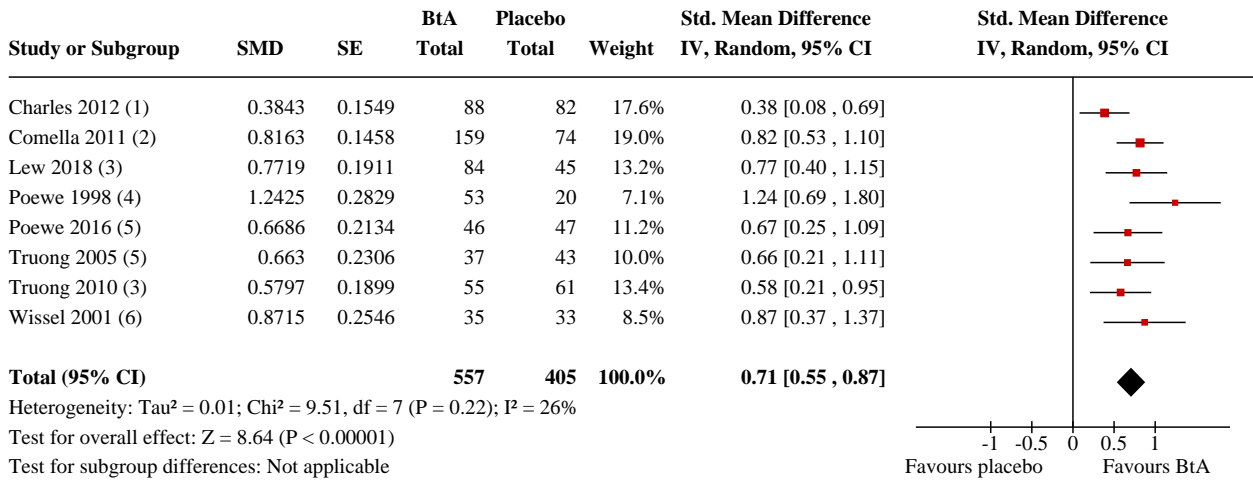 BtA Placebo Std. Mean Difference Std. Mean Difference
Study or Subgroup SMD SE Total Total Weight IV, Random, 95% CI IV, Random, 95% CI
Charles 2012 (1) 0.3843 0.1549 88 82 17.6% 0.38 [0.08 , 0.69]
Comella 2011 (2) 0.8163 0.1458 159 74 19.0% 0.82 [0.53 , 1.10]
Lew 2018 (3) 0.7719 0.1911 84 45 13.2% 0.77 [0.40 , 1.15]
Poewe 1998 (4) 1.2425 0.2829 53 20 7.1% 1.24 [0.69 , 1.80]
Poewe 2016 (5) 0.6686 0.2134 46 47 11.2% 0.67 [0.25 , 1.09]
Truong 2005 (5) 0.663 0.2306 37 43 10.0% 0.66 [0.21 , 1.11]
Truong 2010 (3) 0.5797 0.1899 55 61 13.4% 0.58 [0.21 , 0.95]
Wissel 2001 (6) 0.8715 0.2546 35 33 8.5% 0.87 [0.37 , 1.37]
Total (95% CI) 557 405 100.0% 0.71 [0.55 , 0.87]
Heterogeneity: Tau² = 0.01; Chi² = 9.51, df = 7 (P = 0.22); I² = 26%
Test for overall effect: Z = 8.64 (P < 0.00001)
-1 -0.5 0 0.5 1
Test for subgroup differences: Not applicable Favours placebo Favours BtA